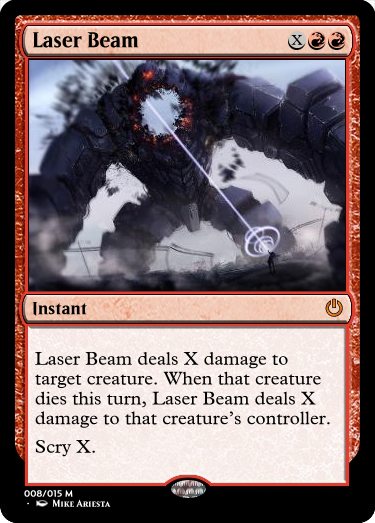 Laser Beam X R R
Instant
Laser Beam deals X damage to
target creature. When that creature
dies this turn, Laser Beam deals X
damage to that creature's controller.
Scry X.
008/015 M
· Mike Ariesta